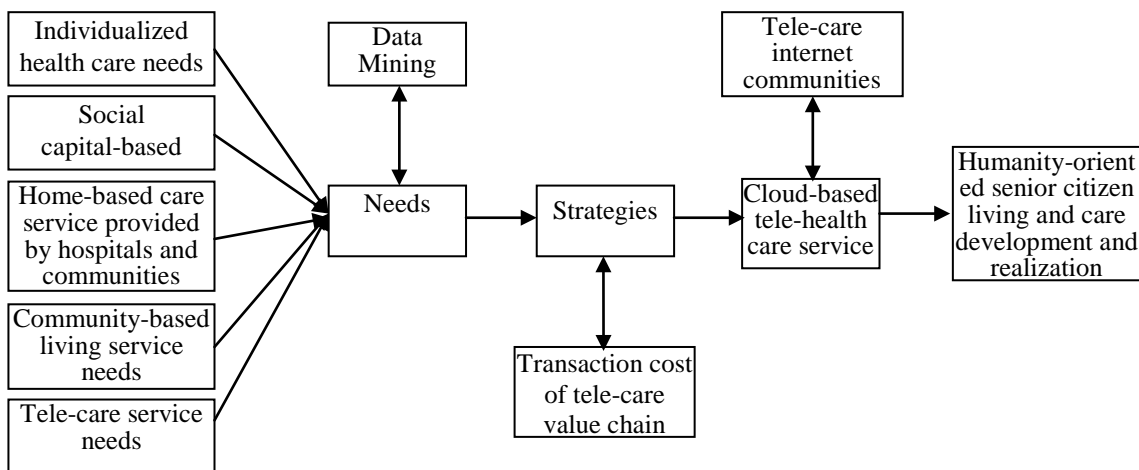 Individualized
health care needs
Social
capital-based
Home-based care
service provided
by hospitals and
communities
Community-based
living service
needs
Tele-care service
needs
Data
Mining
Needs
Strategies
Transaction cost
of tele-care
value chain
Tele-care
internet
communities
Cloud-based
tele-health
care service
Humanity-orient
ed senior citizen
living and care
development and
realization